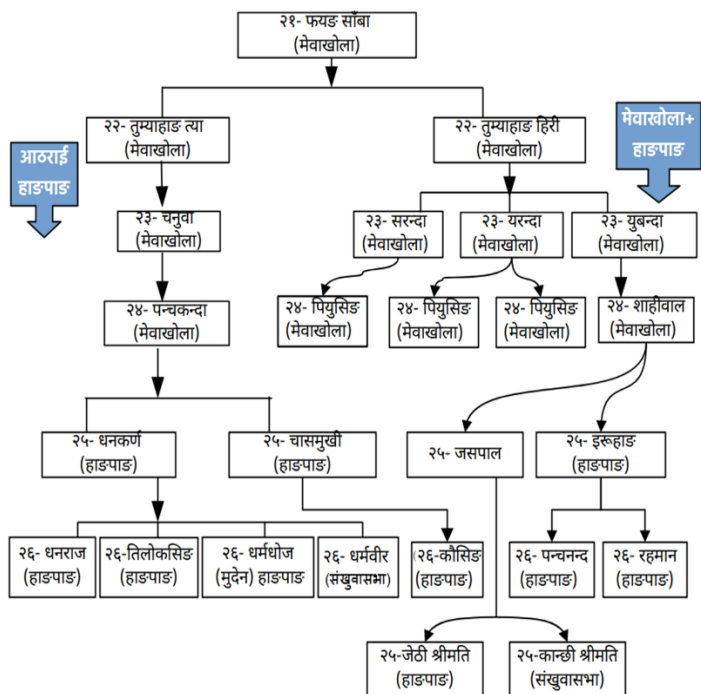 २१- फयङ साँबा
(मेवाखोला)
२२- तुम्याहाङ त्या
(मेवाखोला)
२२- तुम्याहाङ हिरी
(मेवाखोला)
आठराई
हाङपाङ
मेवाखोला+
हाङपाङ
२३- चनुवा
(मेवाखोला)
२३- सरन्दा
(मेवाखोला)
२३- यरन्दा
(मेवाखोला)
२३- युबन्दा
(मेवाखोला)
२४- पन्चकन्दा
(मेवाखोला)
२४- पियुसिङ
(मेवाखोला)
२४- पियुसिङ
(मेवाखोला)
२४- पियुसिङ
(मेवाखोला)
२४- शाहीवाल
(मेवाखोला)
२५- धनकर्ण
(हाङपाङ)
२५- चासमुखी
(हाङपाङ)
२५- जसपाल
२५- इरूहाङ
(हाङपाङ)
२६- धनराज
(हाङपाङ)
२६-तिलोकसिङ
(हाङपाङ)
२६- धर्मधोज
(मुदेन) हाङपाङ
२६- धर्मवीर
(संखुवासभा)
(२६-कौसिङ
(हाङपाङ)
२६- पन्चनन्द
(हाङपाङ)
२६- रहमान
(हाङपाङ)
२५-जेठी श्रीमति
(हाङपाङ)
२५-कान्छी श्रीमति
(संखुवासभा)